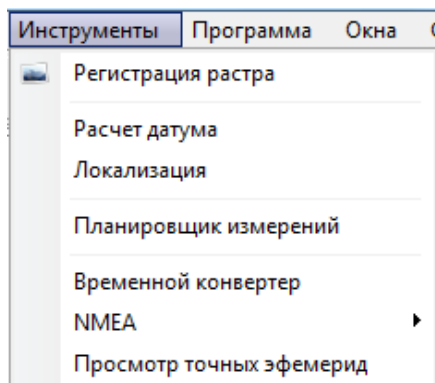 Инструменты Программа Окна
Регистрация растра
Расчет датума
Локализация
Планировщик измерений
Временной конвертер
NMEA
Просмотр точных эфемерид